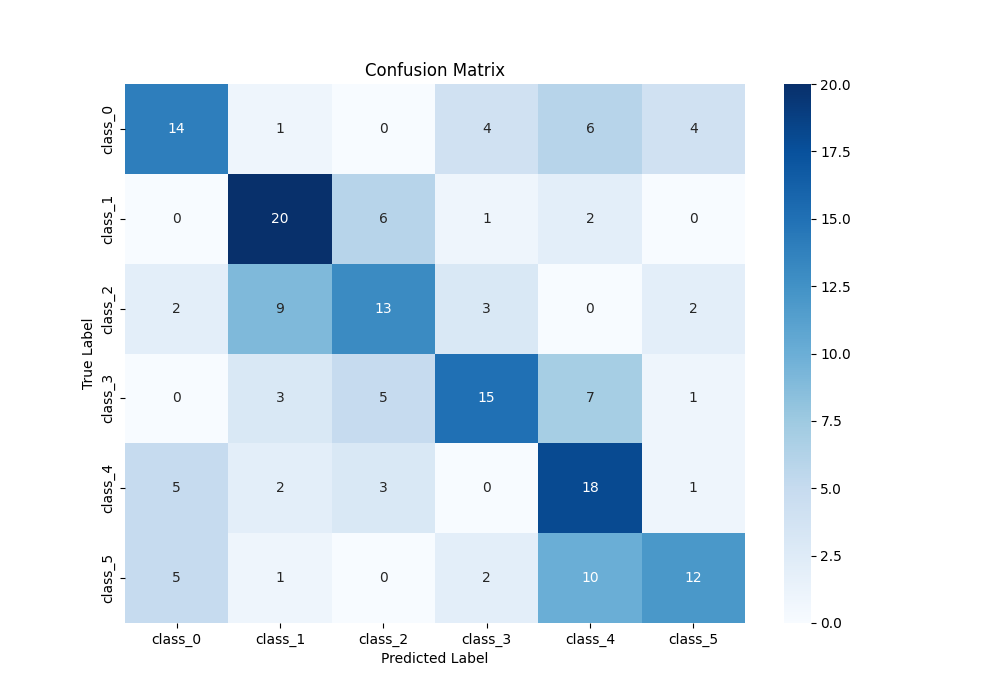 Confusion Matrix
True Label
class_0 14 1 0 4 6 4
class_1 0 20 6 1 2 0
class_2 2 9 13 3 0 2
class_3 0 3 5 15 7 1
class_4 5 2 3 0 18 1
class_5 5 1 0 2 10 12
class_0 class_1 class_2 class_3 class_4 class_5
Predicted Label
20.0
17.5
15.0
12.5
10.0
7.5
5.0
2.5
0.0